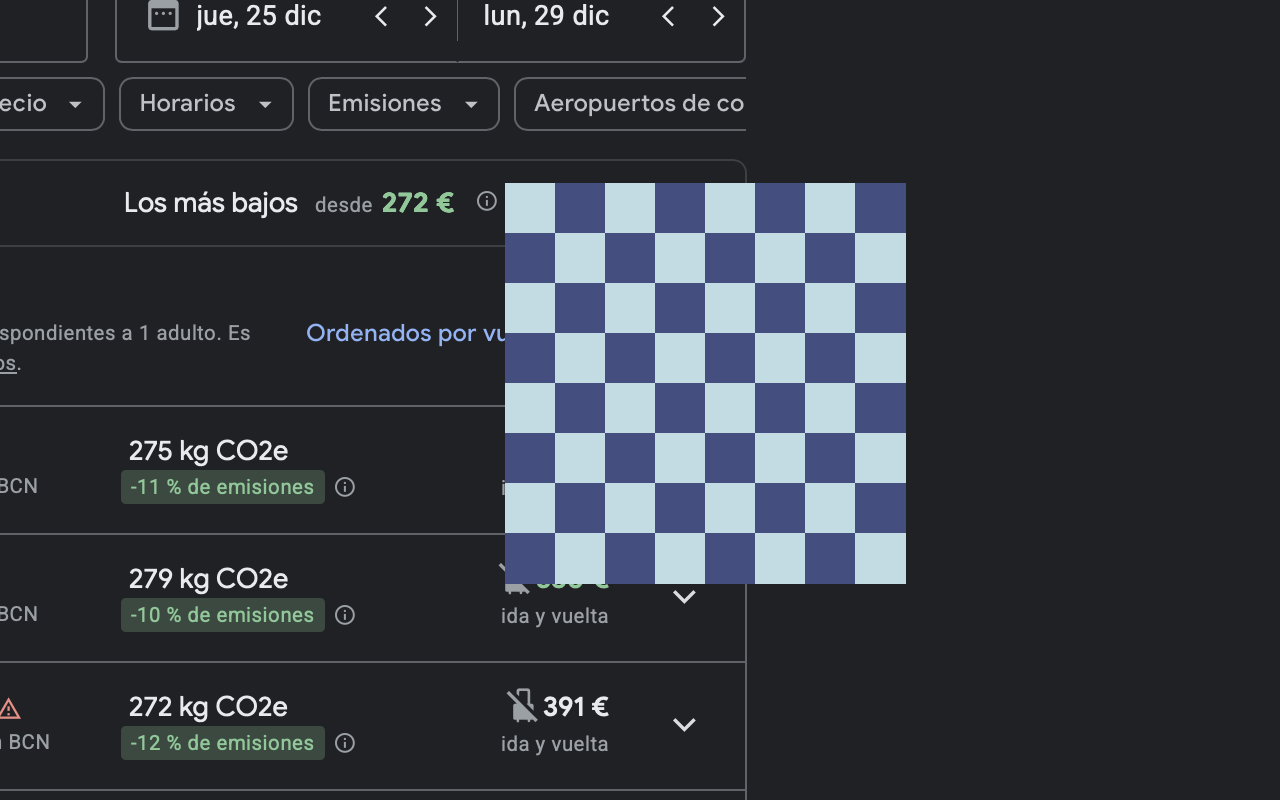 jue, 25 dic
lun, 29 dic
ecio
Horarios
Emisiones
Aeropuertos de co
Los más bajos desde 272 €
spondientes a 1 adulto. Es
os.
Ordenados por vu
275 kg CO2e
BCN
-11 % de emisiones
279 kg CO2e
BCN
-10 % de emisiones
ida y vuelta
272 kg CO2e
391 €
BCN
-12 % de emisiones
ida y vuelta